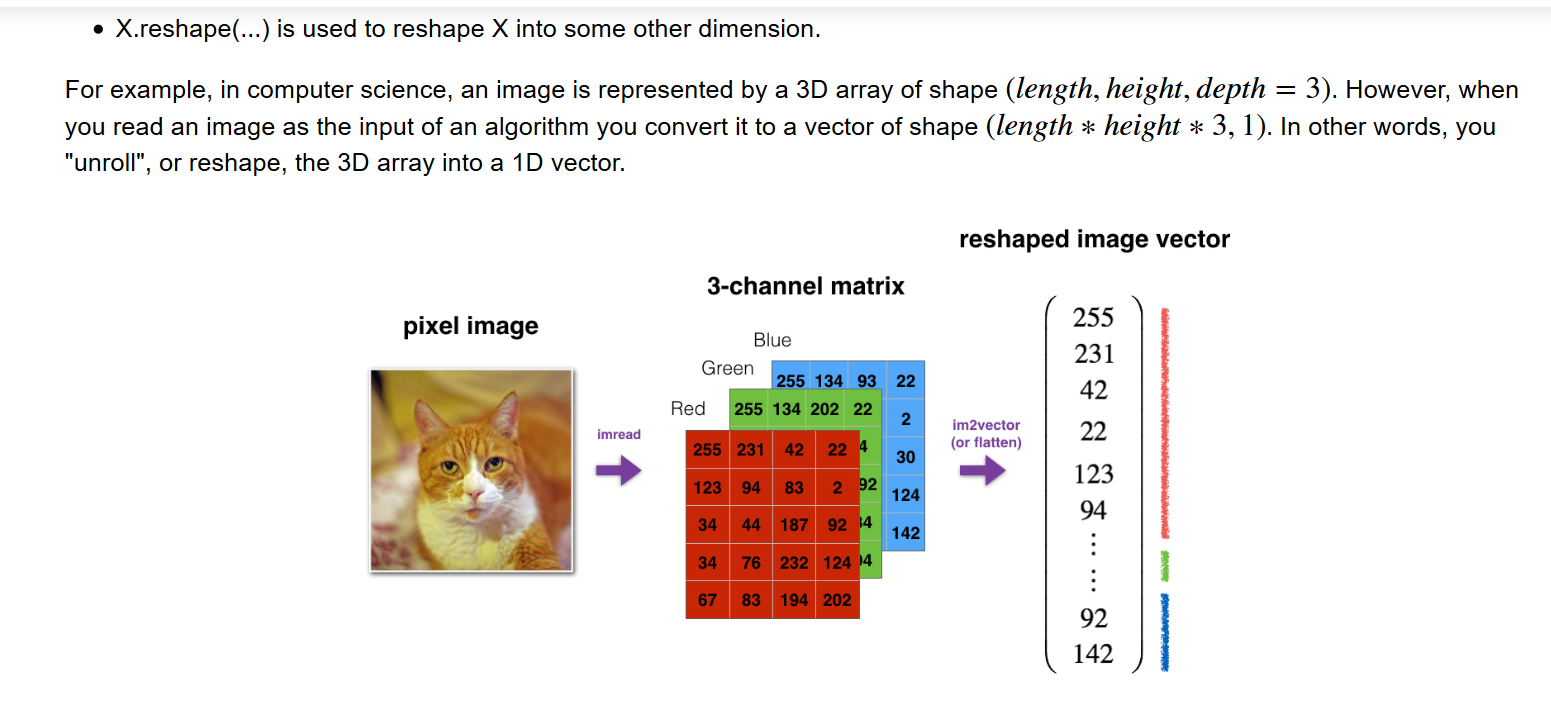 • X.reshape(...) is used to reshape X into some other dimension.
For example, in computer science, an image is represented by a 3D array of shape (length, height, depth = 3). However, when
you read an image as the input of an algorithm you convert it to a vector of shape (length ∗ height ∗ 3, 1). In other words, you
"unroll", or reshape, the 3D array into a 1D vector.
pixel image
imread
3-channel matrix
Blue
255 134 93 22
2
30
124
142
Green
255 134 202 22
4
92
34
94
Red
255 231 42 22
123 94 83 2
34 44 187 92
34 76 232 124
67 83 194 202
im2vector
(or flatten)
reshaped image vector
255
231
42
22
123
94
⋮
⋮
92
142